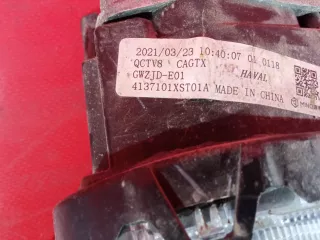 2021/03/23 10:40:07 01 0118
QCTV8 CAGTX
GWZJD-E01 HAVAL
4137101XST01A MADE IN CHINA